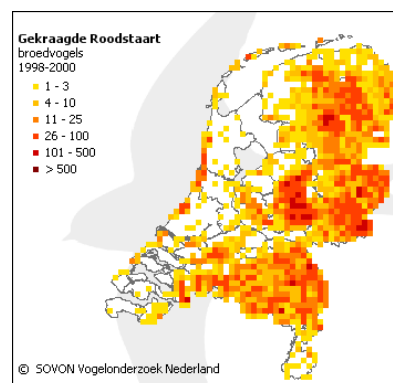 Gekraagde Roodstaart
broedvogels
1998-2000
1 - 3
4 - 10
11 - 25
26 - 100
101 - 500
> 500
© SOVON Vogelonderzoek Nederland